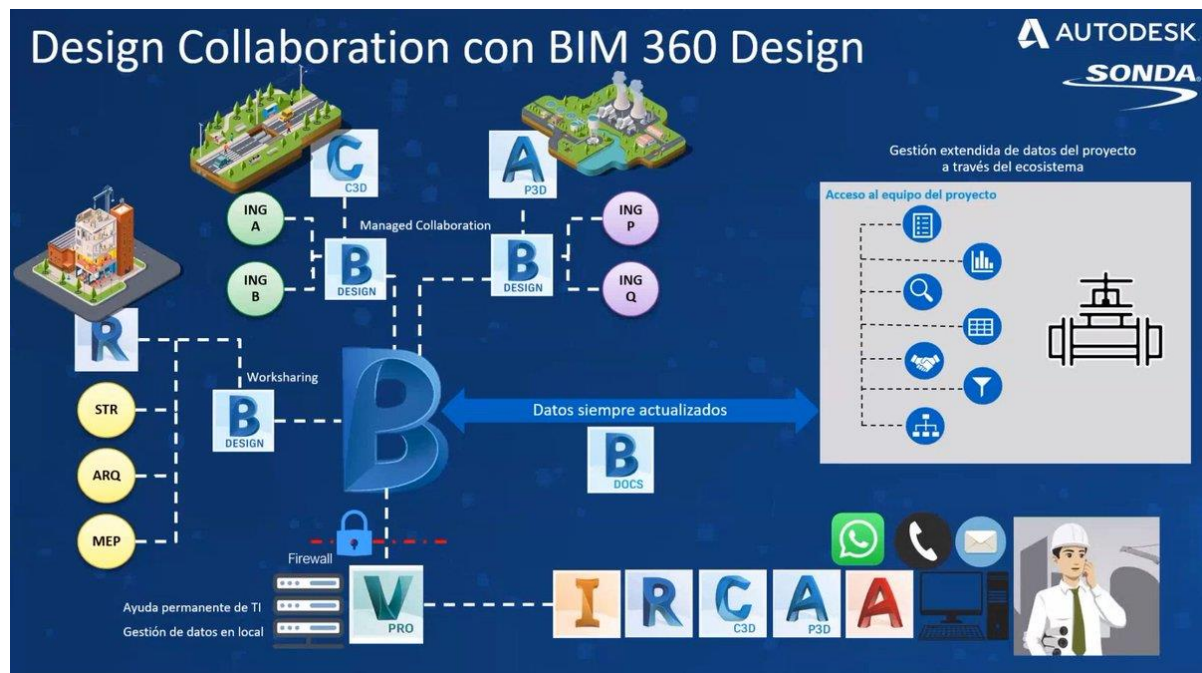 Design Collaboration con BIM 360 Design
AUTODESK
SONDA
C
C3D
A
P3D
ING
A
ING
B
Managed Collaboration
B
DESIGN
B
DESIGN
ING
P
ING
Q
Gestión extendida de datos del proyecto
a través del ecosistema
Acceso al equipo del proyecto
R
STR
ARQ
MEP
Worksharing
B
DESIGN
B
Datos siempre actualizados
B
DOCS
Firewall
Ayuda permanente de TI
Gestión de datos en local
V
PRO
I
R
C
C3D
A
P3D
A